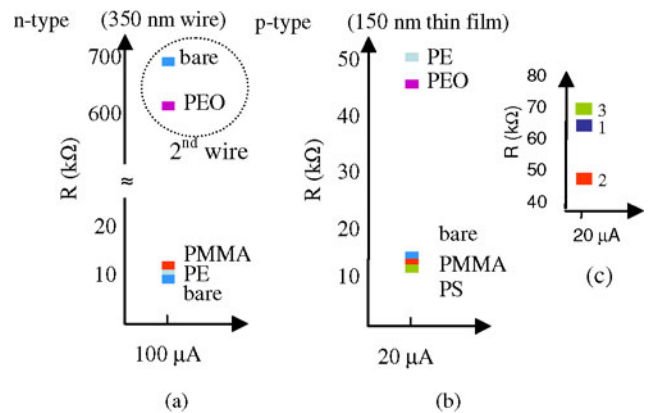 n-type (350 nm wire) p-type (150 nm thin film)
700
600
20
10
R (kΩ)
≈
bare
PEO
2nd wire
PMMA
PE
bare
100 μA
(a)
50
40
30
20
10
R (kΩ)
PE
PEO
bare
PMMA
PS
20 μA
(b)
80
70
60
50
40
R (kΩ)
3
1
2
20 μA
(c)